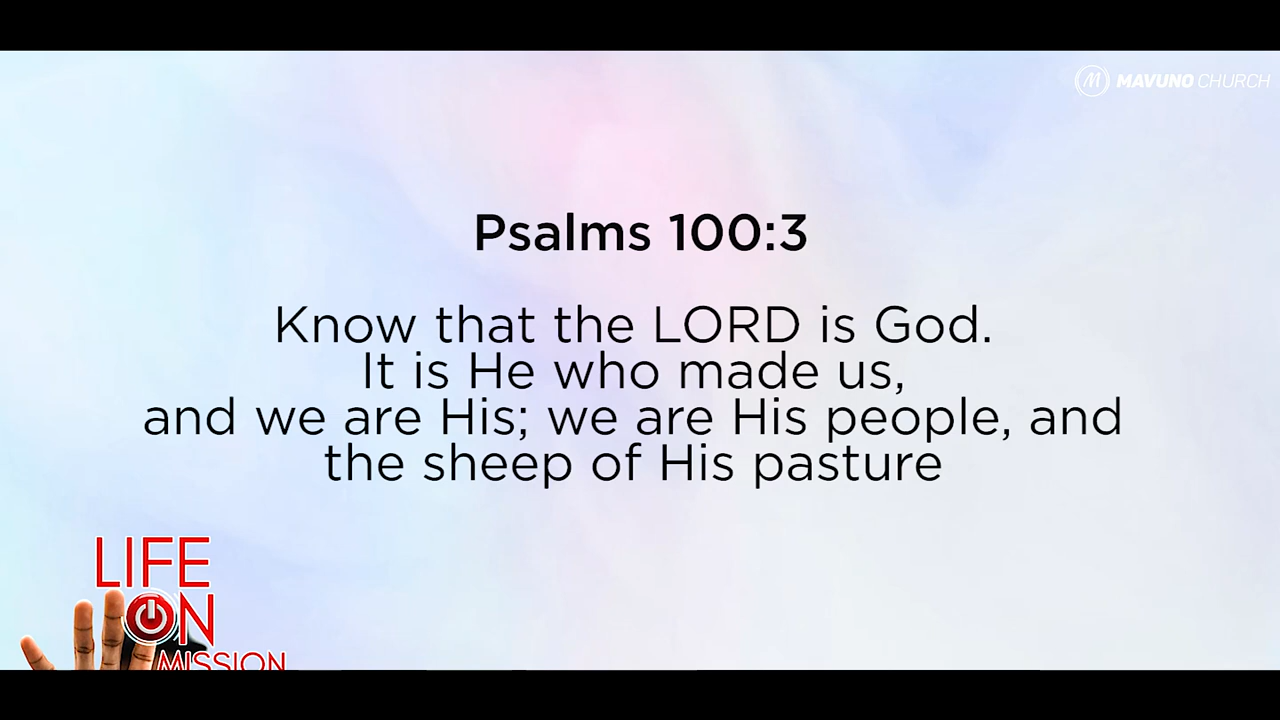 MAVUNO CHURCH
Psalms 100:3
Know that the LORD is God.
It is He who made us,
and we are His; we are His people, and
the sheep of His pasture
LIFE
ON
MISSION